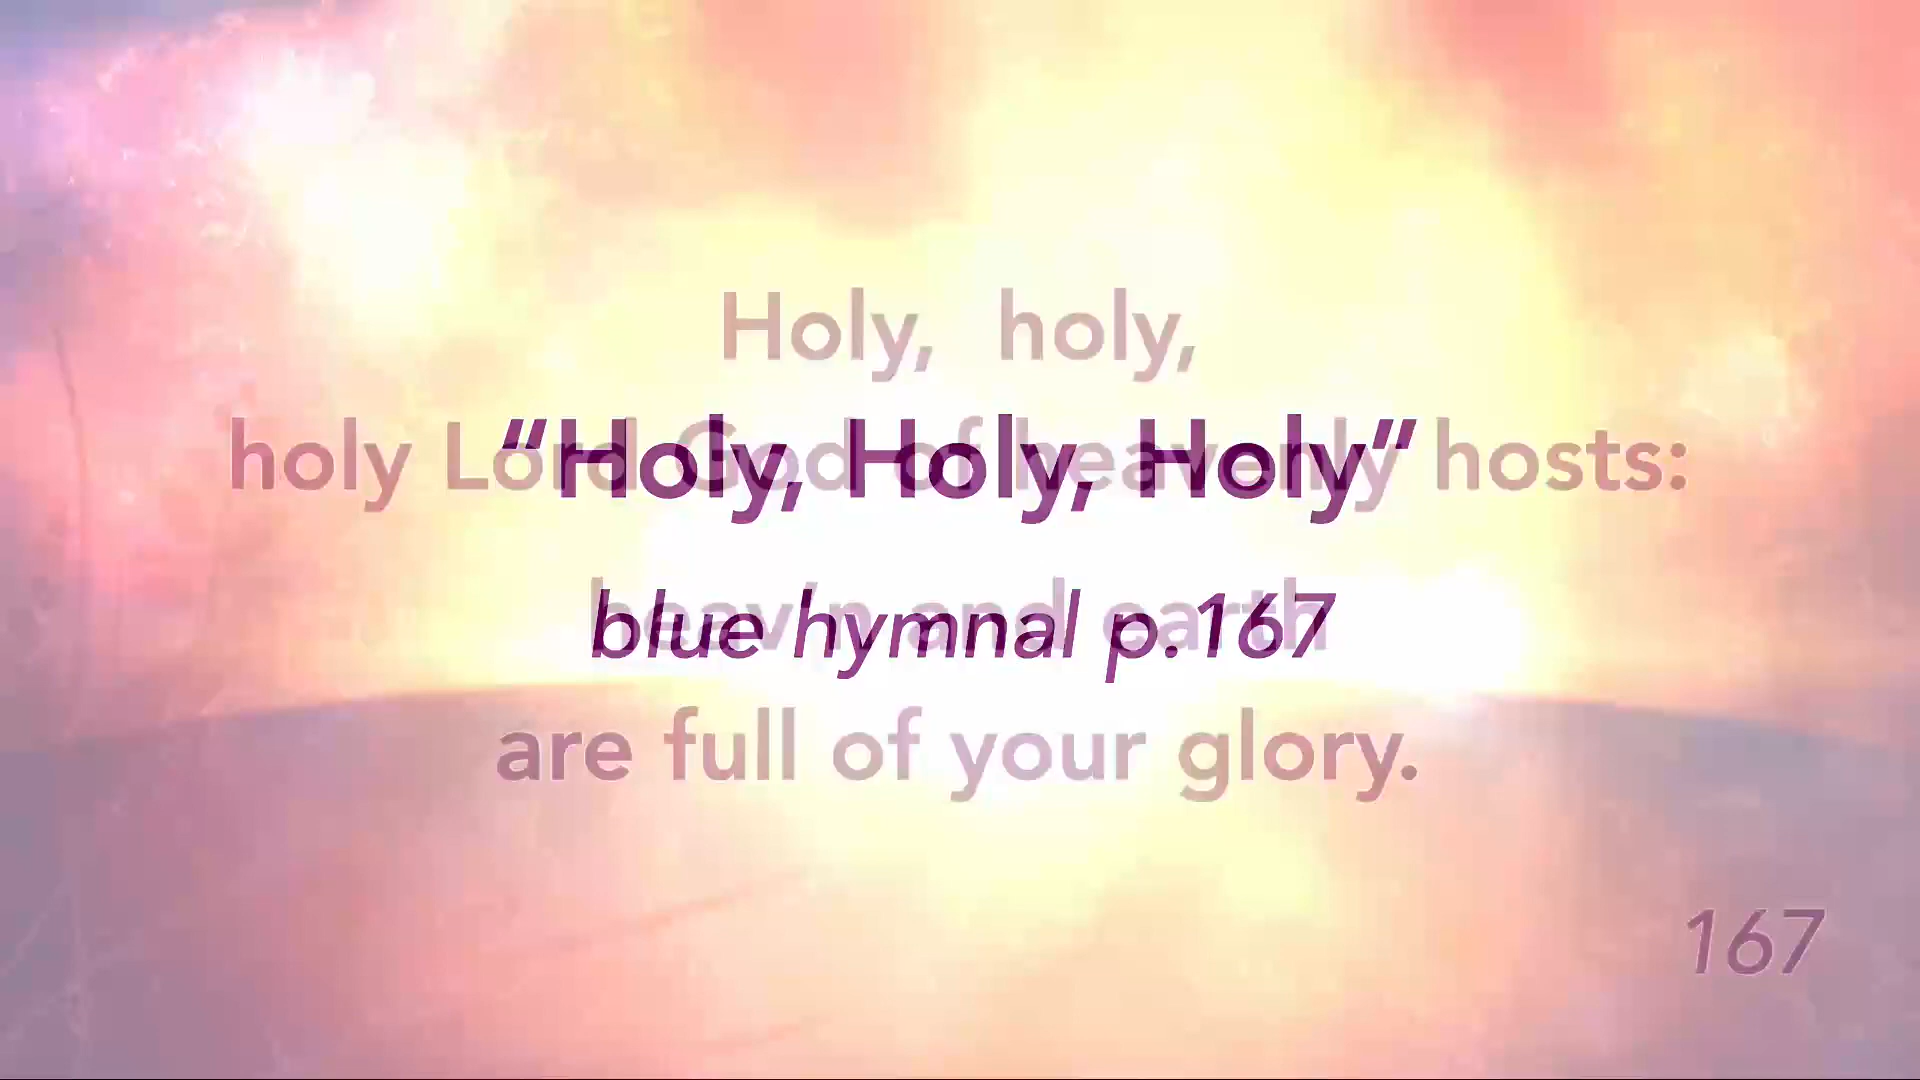 Holy, holy,
holy Lord God of heavenly hosts:
“Holy, Holy, Holy”
heav'n and earth
blue hymnal p.167
are full of your glory.
167